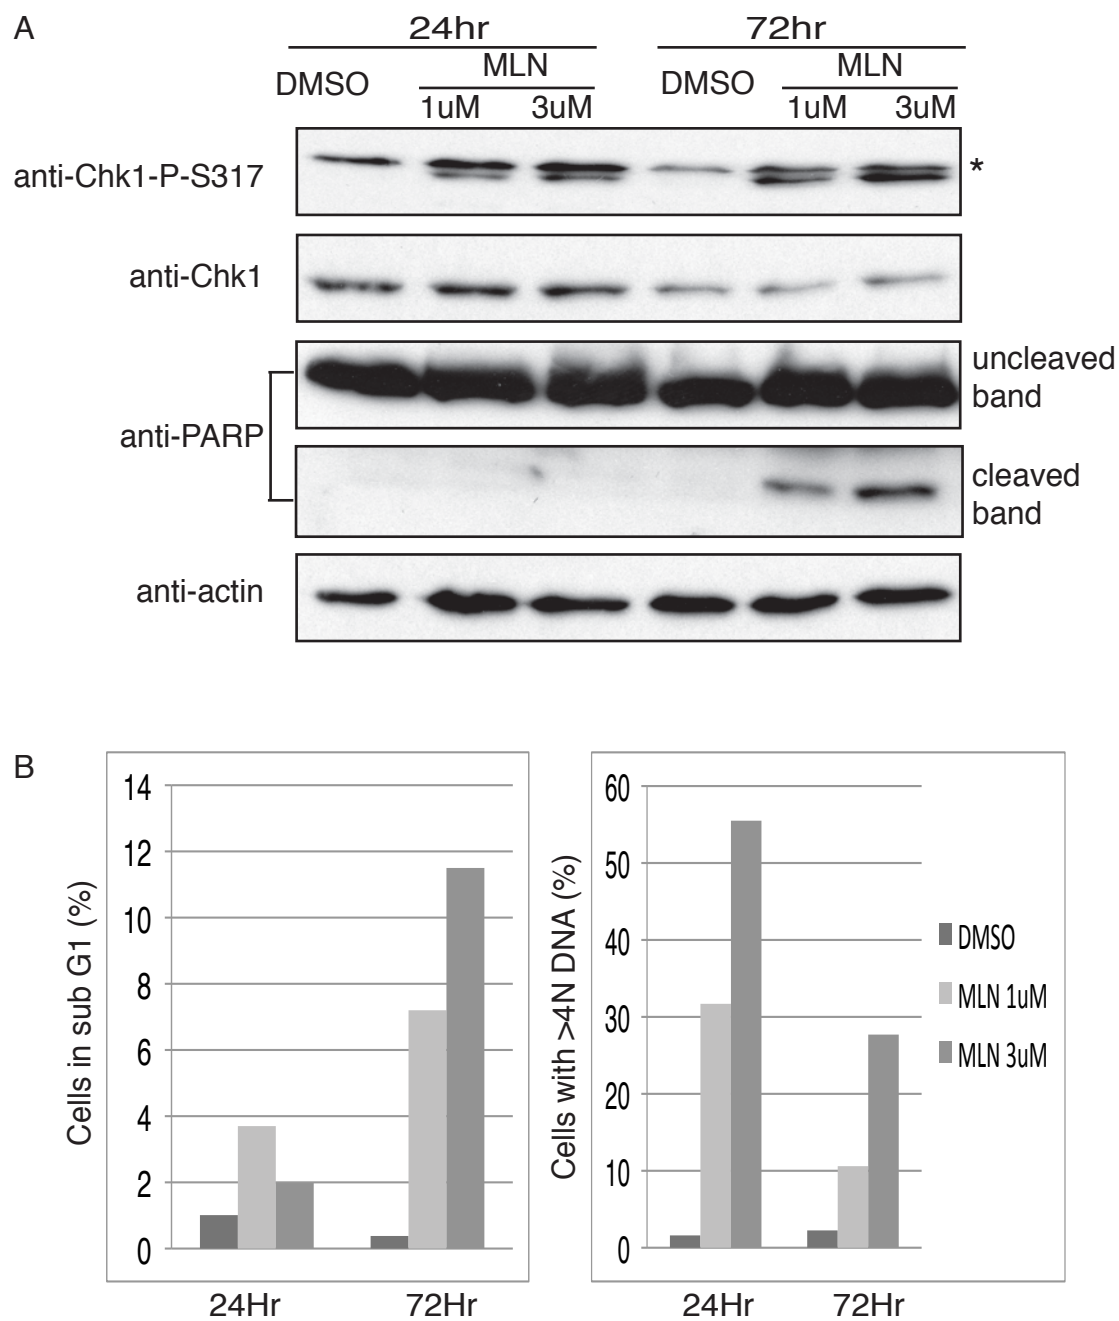 A
24hr
72hr
DMSO
MLN
DMSO
MLN
1uM
3uM
1uM
3uM
anti-Chk1-P-S317
*
anti-Chk1
anti-PARP
uncleaved
band
cleaved
band
anti-actin
B
Cells in sub G1 (%)
14
12
10
8
6
4
2
0
24Hr
72Hr
Cells with >4N DNA (%)
60
50
40
30
20
10
0
24Hr
72Hr
DMSO
MLN 1uM
MLN 3uM